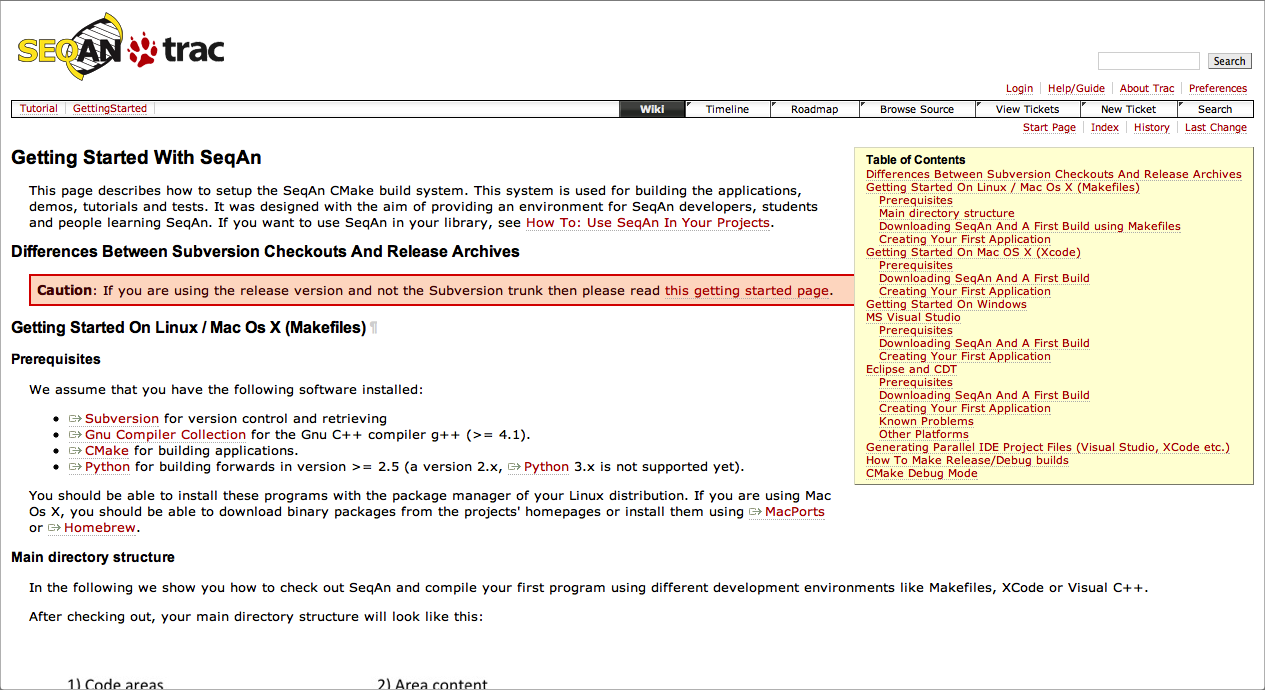 SEQAN trac
Search
Login Help/Guide About Trac Preferences
Tutorial GettingStarted Wiki Timeline Roadmap Browse Source View Tickets New Ticket Search
Start Page Index History Last Change
Getting Started With SeqAn
This page describes how to setup the SeqAn CMake build system. This system is used for building the applications,
demos, tutorials and tests. It was designed with the aim of providing an environment for SeqAn developers, students
and people learning SeqAn. If you want to use SeqAn in your library, see How To: Use SeqAn In Your Projects.
Differences Between Subversion Checkouts And Release Archives
Caution: If you are using the release version and not the Subversion trunk then please read this getting started page.
Getting Started On Linux / Mac Os X (Makefiles) ¶
Prerequisites
We assume that you have the following software installed:
• Subversion for version control and retrieving
• Gnu Compiler Collection for the Gnu C++ compiler g++ (>= 4.1).
• CMake for building applications.
• Python for building forwards in version >= 2.5 (a version 2.x, Python 3.x is not supported yet).
You should be able to install these programs with the package manager of your Linux distribution. If you are using Mac
Os X, you should be able to download binary packages from the projects' homepages or install them using MacPorts
or Homebrew.
Main directory structure
In the following we show you how to check out SeqAn and compile your first program using different development environments like Makefiles, XCode or Visual C++.
After checking out, your main directory structure will look like this:
1) Code areas 2) Area content
Table of Contents
Differences Between Subversion Checkouts And Release Archives
Getting Started On Linux / Mac Os X (Makefiles)
Prerequisites
Main directory structure
Downloading SeqAn And A First Build using Makefiles
Creating Your First Application
Getting Started On Mac OS X (Xcode)
Prerequisites
Downloading SeqAn And A First Build
Creating Your First Application
Getting Started On Windows
MS Visual Studio
Prerequisites
Downloading SeqAn And A First Build
Creating Your First Application
Eclipse and CDT
Prerequisites
Downloading SeqAn And A First Build
Creating Your First Application
Known Problems
Other Platforms
Generating Parallel IDE Project Files (Visual Studio, XCode etc.)
How To Make Release/Debug builds
CMake Debug Mode